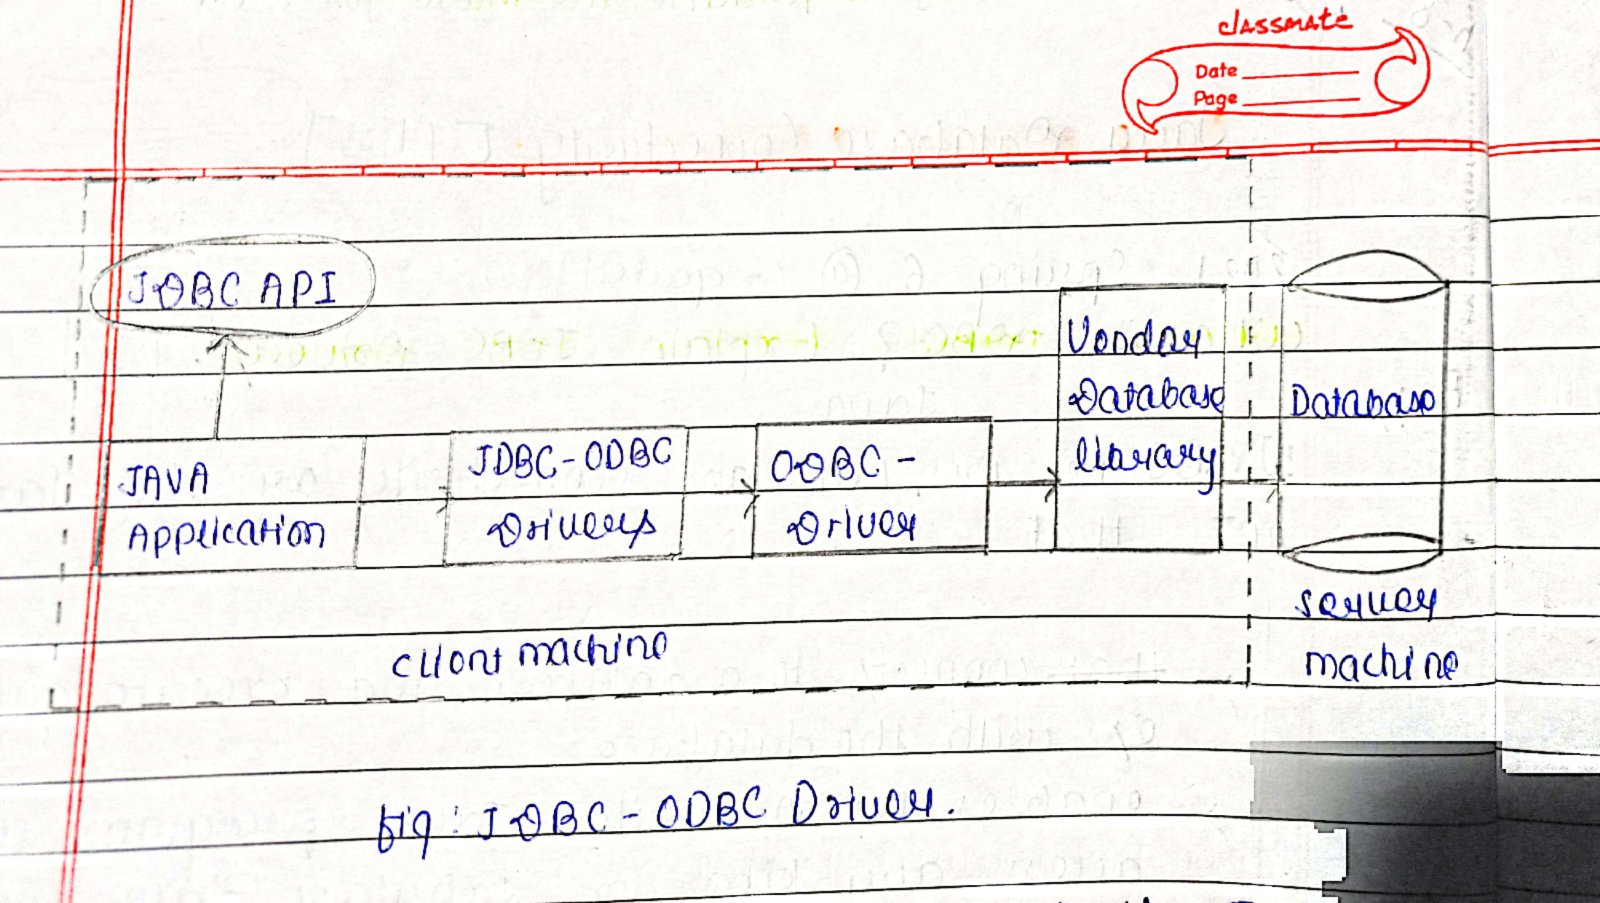 classmate
Date
Page
JDBC API
JAVA
Application
JDBC-ODBC
Drivers
ODBC -
Driver
Vendor
Database
library
Database
client machine
server
machine
fig: JDBC - ODBC Driver.